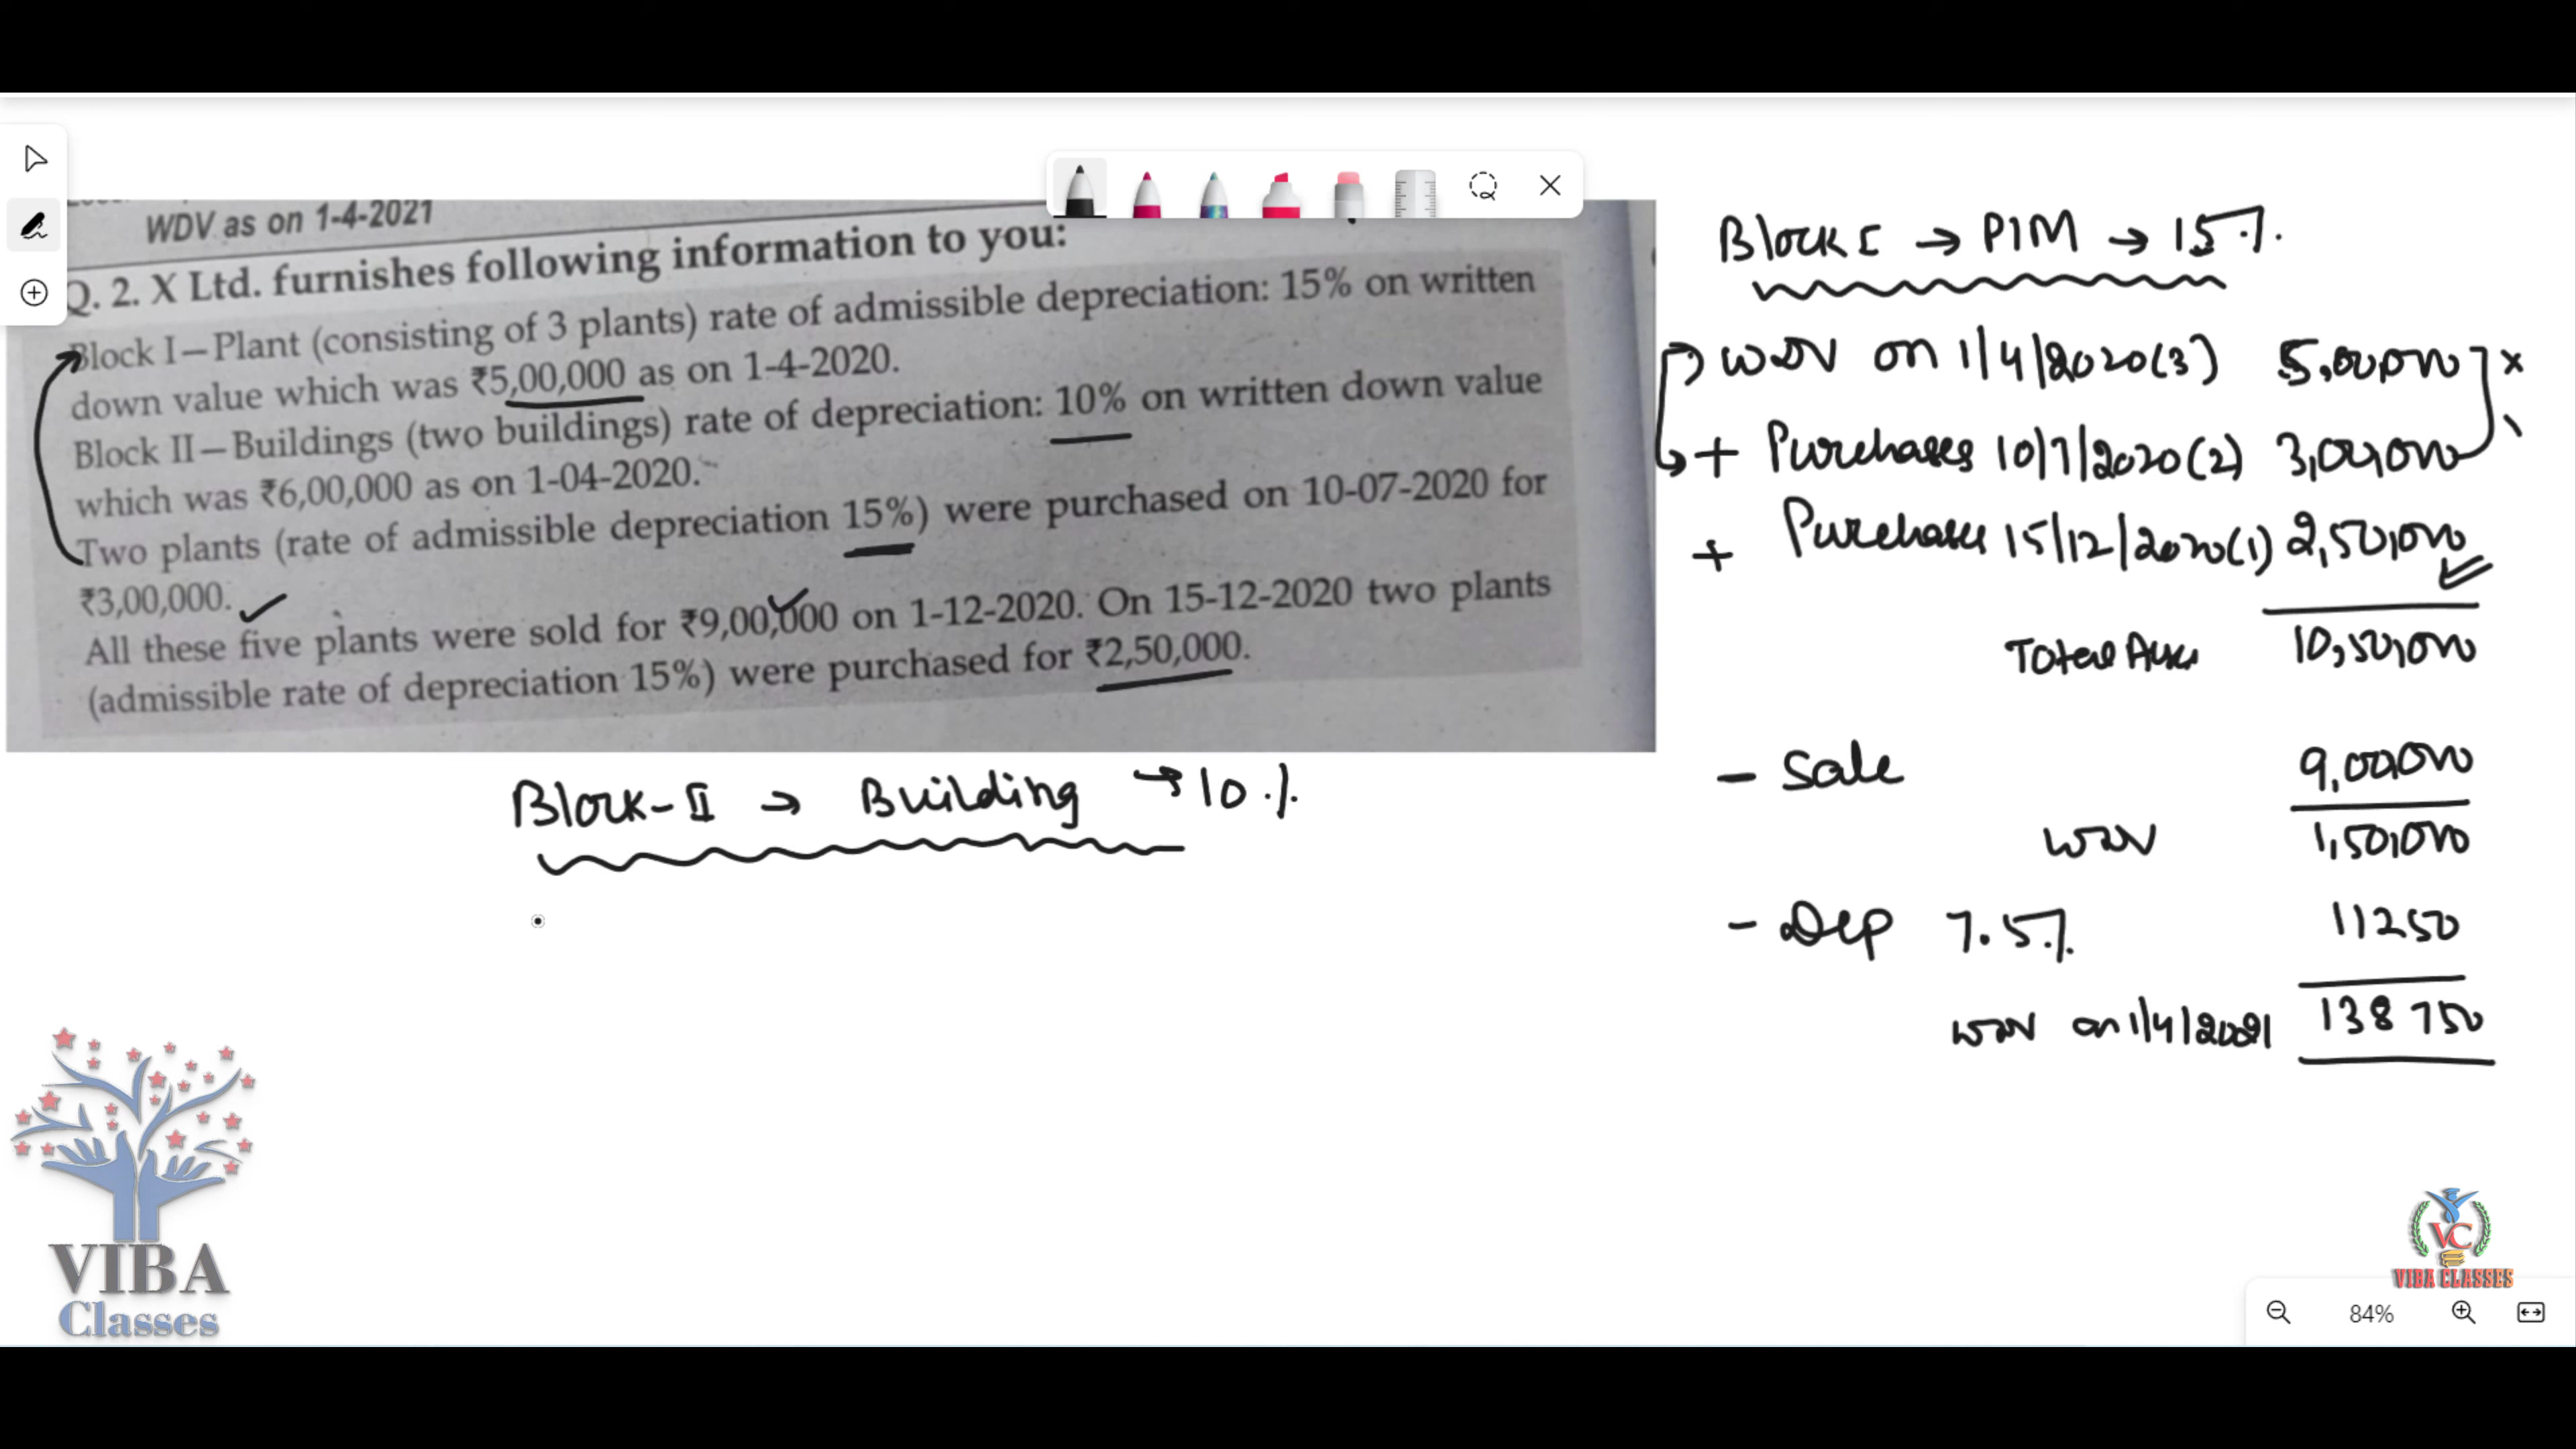 WDV as on 1-4-2021
Q. 2. X Ltd. furnishes following information to you:
Block I—Plant (consisting of 3 plants) rate of admissible depreciation: 15% on written
down value which was ₹5,00,000 as on 1-4-2020.
Block II—Buildings (two buildings) rate of depreciation: 10% on written down value
which was ₹6,00,000 as on 1-04-2020.
Two plants (rate of admissible depreciation 15%) were purchased on 10-07-2020 for
₹3,00,000.
All these five plants were sold for ₹9,00,000 on 1-12-2020. On 15-12-2020 two plants
(admissible rate of depreciation 15%) were purchased for ₹2,50,000.
Block I → P1M → 15%.
WDV on 1/4/2020(3) 5,00,000 ×
+ Purchases 10/7/2020(2) 3,00,000
+ Purchases 15/12/2020(1) 2,50,000
Total 10,50,000
- Sale 9,00,000
WDV 1,50,000
- Dep 7.5% 11250
WDV on 1/4/2021 138750
Block-II → Building → 10%
VIBA
Classes
VC
VIBA CLASSES
84%